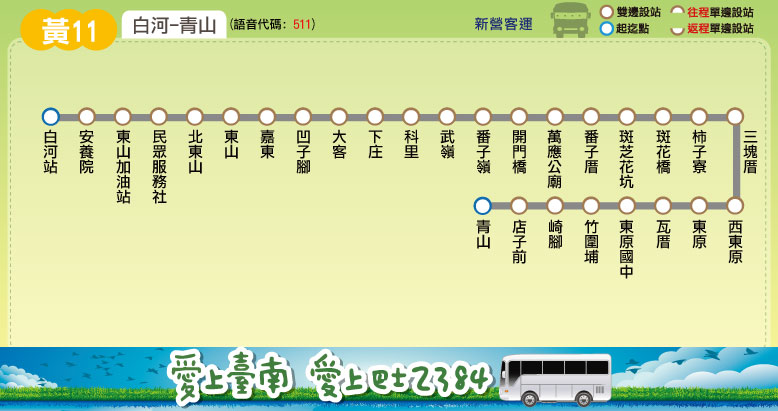 黃11
白河-青山
(語音代碼: 511)
新營客運
雙邊設站
往程單邊設站
起迄點
返程單邊設站
白河站
安養院
東山加油站
民眾服務社
北東山
東山
嘉東
凹子腳
大客
下庄
科里
武嶺
番子嶺
開門橋
萬應公廟
番子厝
斑芝花坑
斑花橋
柿子寮
三塊厝
青山
店子前
崎腳
竹圍埔
東原國中
瓦厝
東原
西東原
愛上臺南 愛上巴士2384